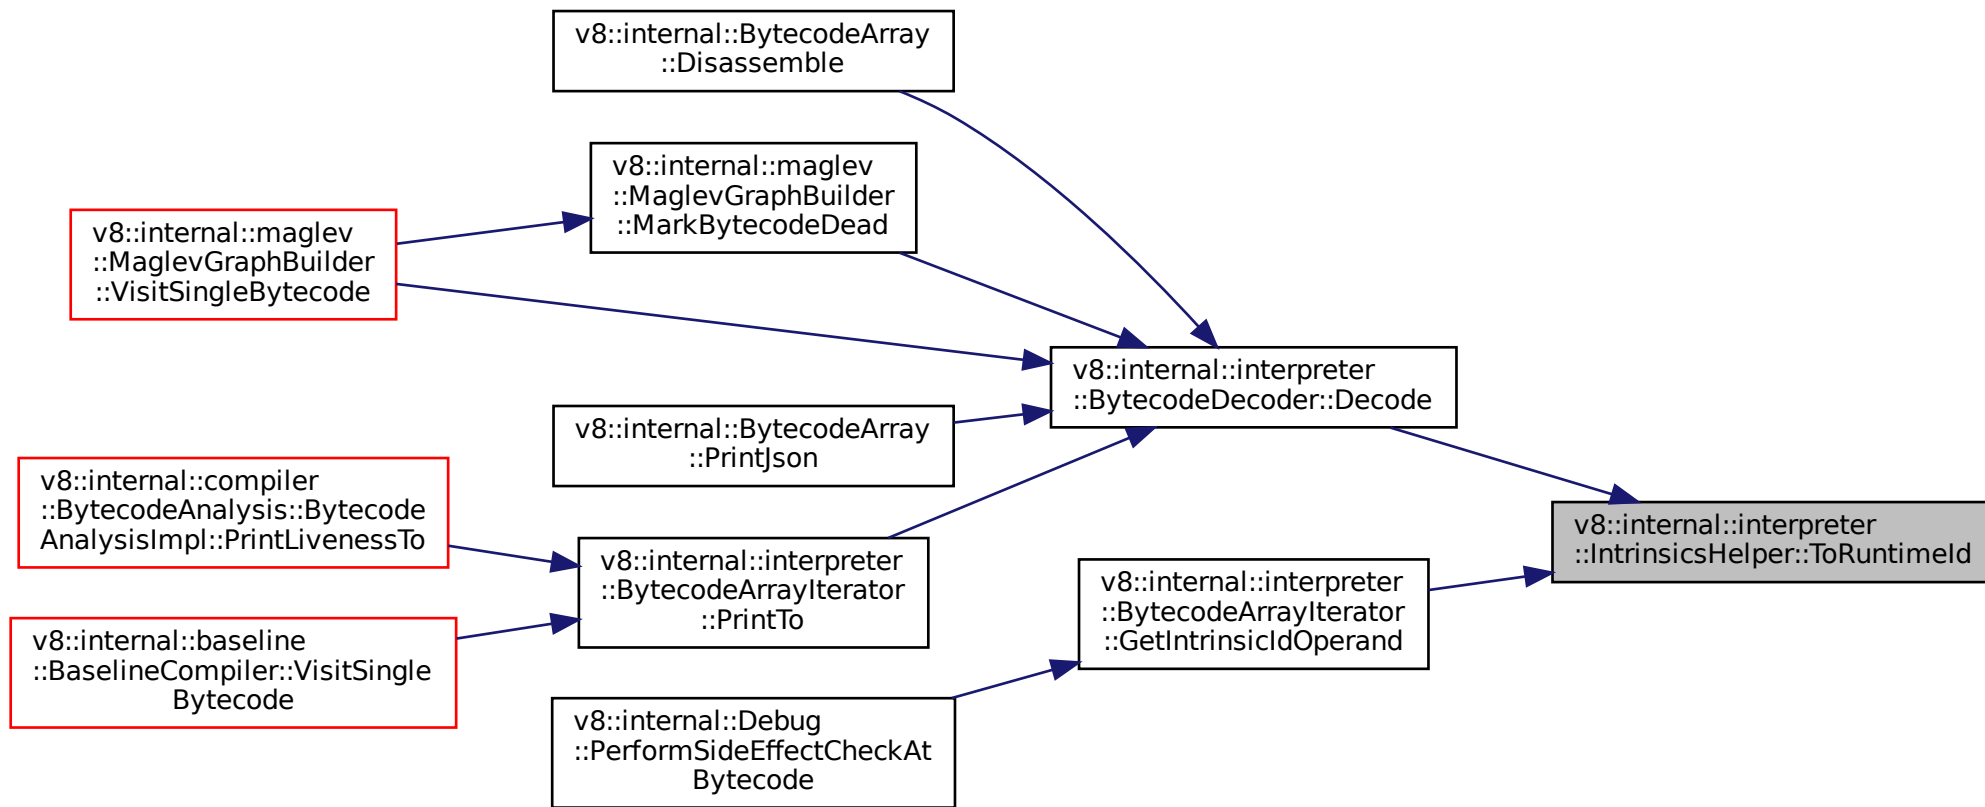 v8::internal::BytecodeArray
::Disassemble
v8::internal::maglev
::MaglevGraphBuilder
::MarkBytecodeDead
v8::internal::maglev
::MaglevGraphBuilder
::VisitSingleBytecode
v8::internal::interpreter
::BytecodeDecoder::Decode
v8::internal::BytecodeArray
::PrintJson
v8::internal::compiler
::BytecodeAnalysis::Bytecode
AnalysisImpl::PrintLivenessTo
v8::internal::interpreter
::IntrinsicsHelper::ToRuntimeId
v8::internal::interpreter
::BytecodeArrayIterator
::PrintTo
v8::internal::interpreter
::BytecodeArrayIterator
::GetIntrinsicIdOperand
v8::internal::baseline
::BaselineCompiler::VisitSingle
Bytecode
v8::internal::Debug
::PerformSideEffectCheckAt
Bytecode